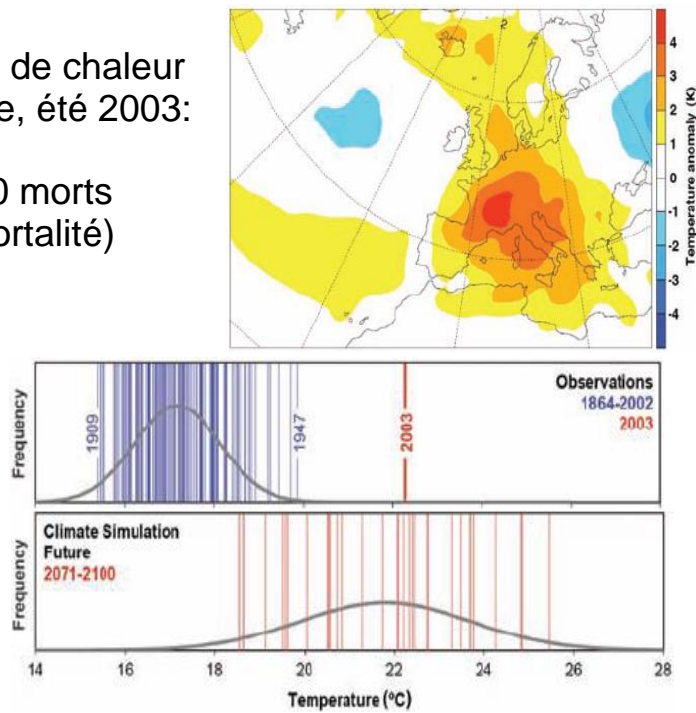 de chaleur
e, été 2003:
0 morts
ortalité)
2
4
3
2
1
0
-1
-2
-3
-4
Temperature anomaly (K)
Frequency
1909
1947
2003
Observations
1864-2002
2003
Frequency
Climate Simulation
Future
2071-2100
14 16 18 20 22 24 26 28
Temperature (ºC)